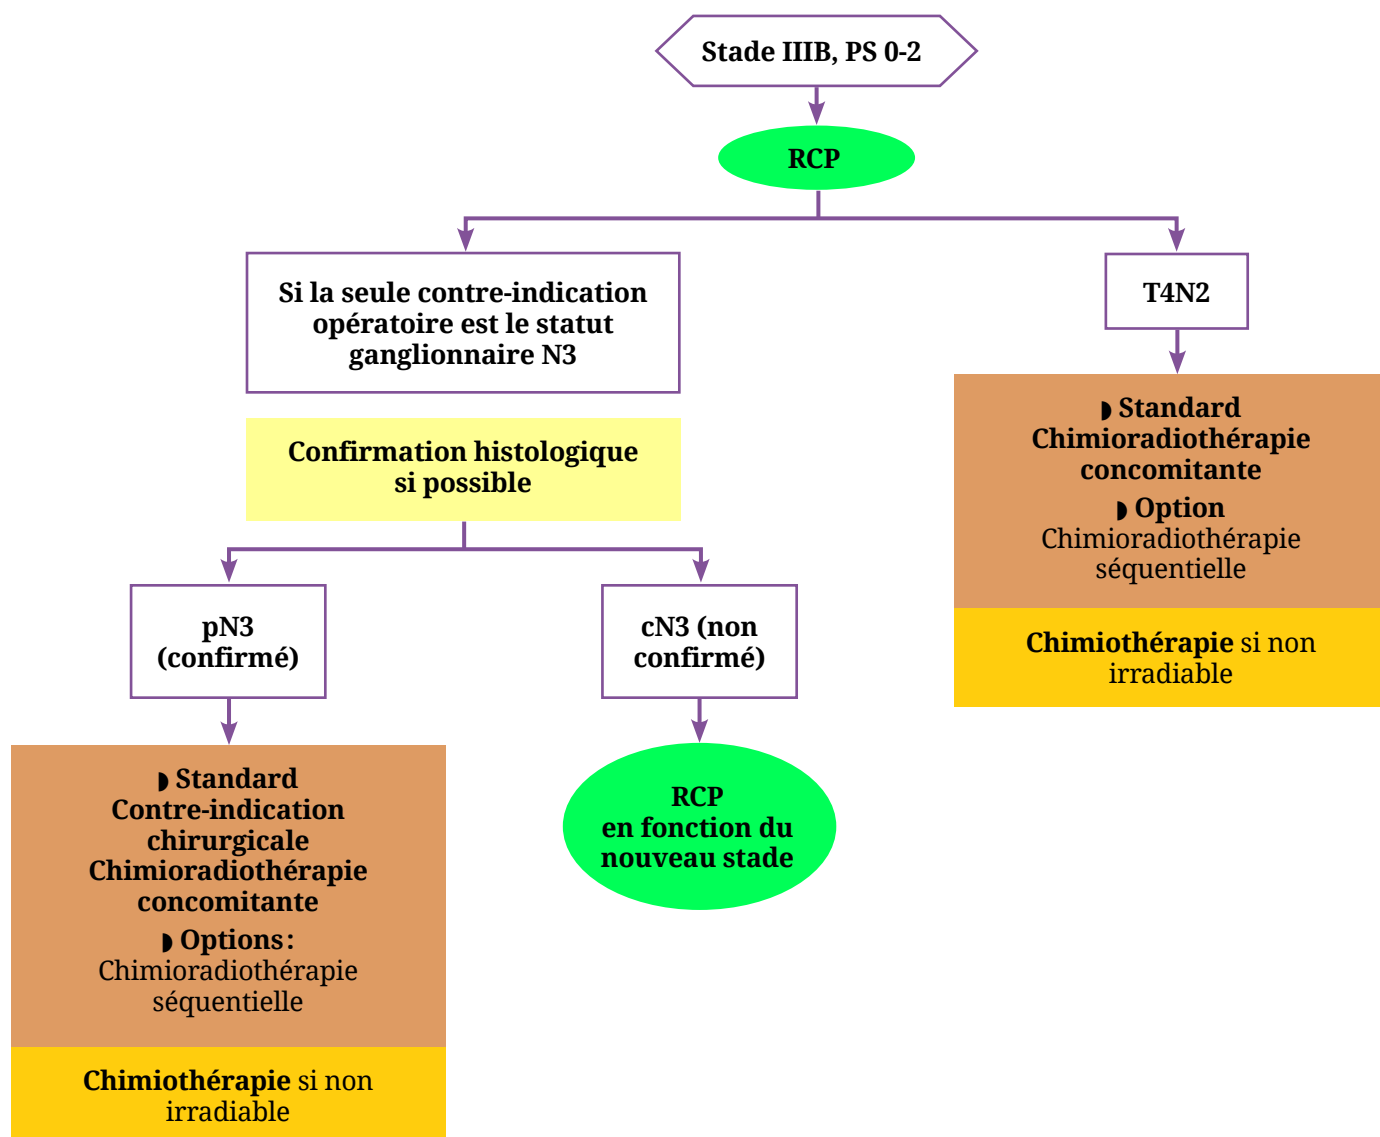 Stade IIIB, PS 0-2
RCP
Si la seule contre-indication
opératoire est le statut
ganglionnaire N3
T4N2
Confirmation histologique
si possible
◗ Standard
Chimioradiothérapie
concomitante
◗ Option
Chimioradiothérapie
séquentielle
Chimiothérapie si non
irradiable
pN3
(confirmé)
cN3 (non
confirmé)
◗ Standard
Contre-indication
chirurgicale
Chimioradiothérapie
concomitante
◗ Options :
Chimioradiothérapie
séquentielle
Chimiothérapie si non
irradiable
RCP
en fonction du
nouveau stade